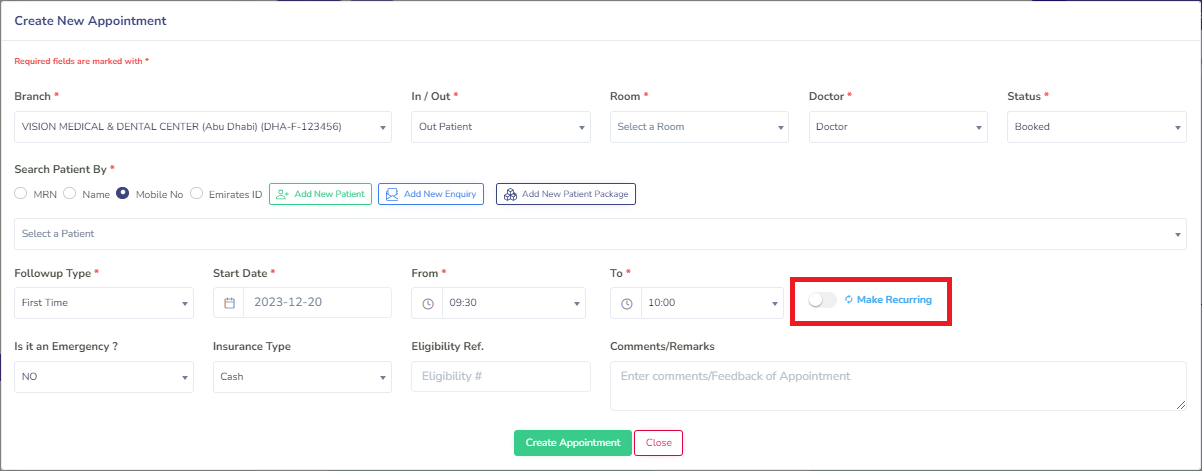 Create New Appointment
Required fields are marked with *
Branch * In / Out * Room * Doctor * Status *
VISION MEDICAL & DENTAL CENTER (Abu Dhabi) (DHA-F-123456) Out Patient Select a Room Doctor Booked
Search Patient By *
MRN Name Mobile No Emirates ID Add New Patient Add New Enquiry Add New Patient Package
Select a Patient
Followup Type * Start Date * From * To *
First Time 2023-12-20 09:30 10:00 Make Recurring
Is it an Emergency ? Insurance Type Eligibility Ref. Comments/Remarks
NO Cash Eligibility # Enter comments/Feedback of Appointment
Create Appointment Close